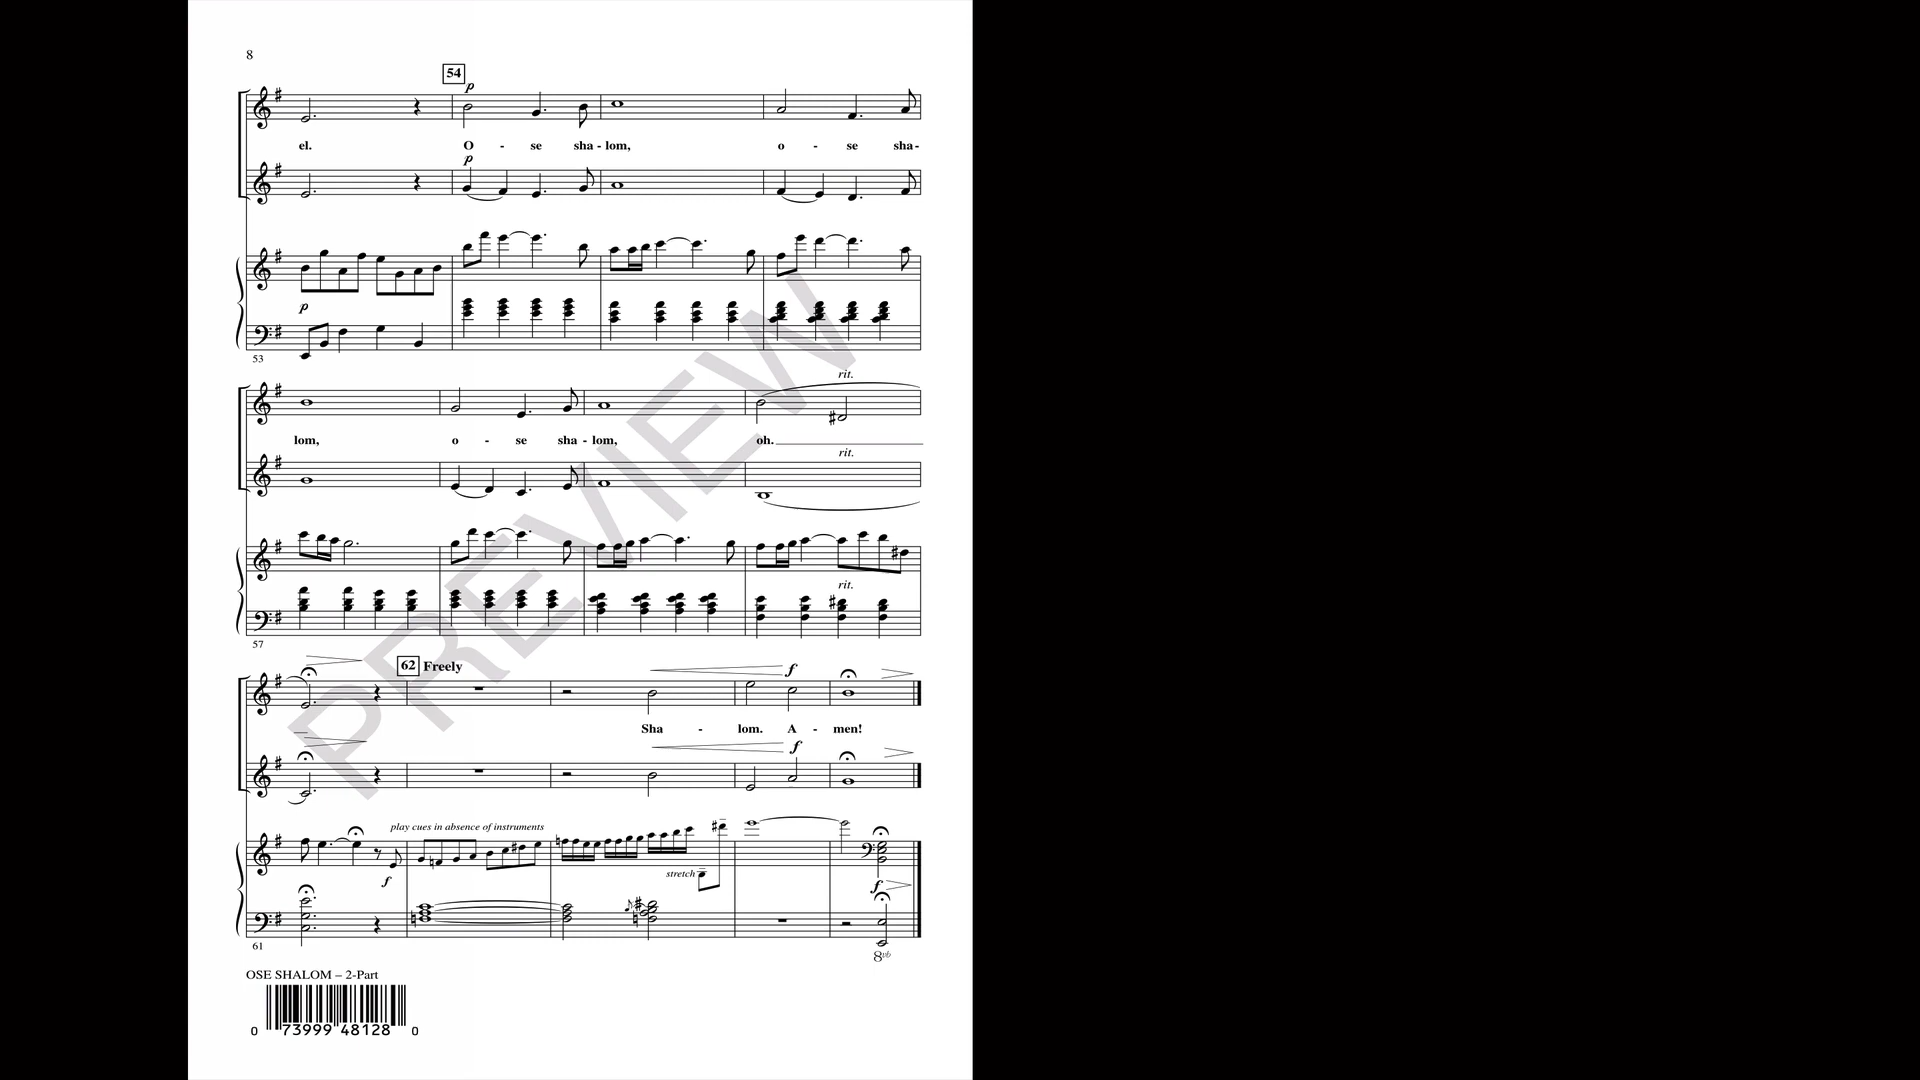 8
54
p
el. O - se sha - lom, o - se sha-
p
p
53
rit.
lom, o - se sha - lom, oh.
rit.
rit.
57
62 Freely
f
Sha - lom. A - men!
f
play cues in absence of instruments
f
stretch
f
61
8vb
OSE SHALOM – 2-Part
0 73999 48128 0
PREVIEW